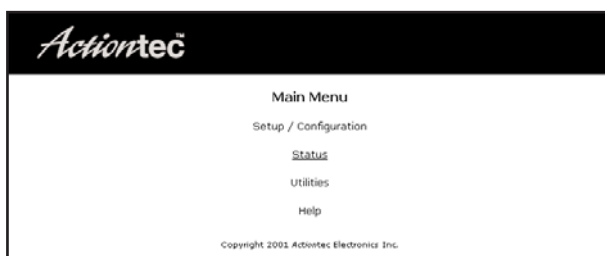 Actiontec
Main Menu
Setup / Configuration
Status
Utilities
Help
Copyright 2001 Actiontec Electronics Inc.